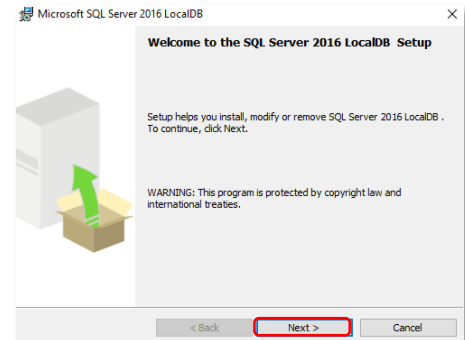 Microsoft SQL Server 2016 LocalDB
Welcome to the SQL Server 2016 LocalDB Setup
Setup helps you install, modify or remove SQL Server 2016 LocalDB .
To continue, click Next.
WARNING: This program is protected by copyright law and
international treaties.
< Back Next > Cancel